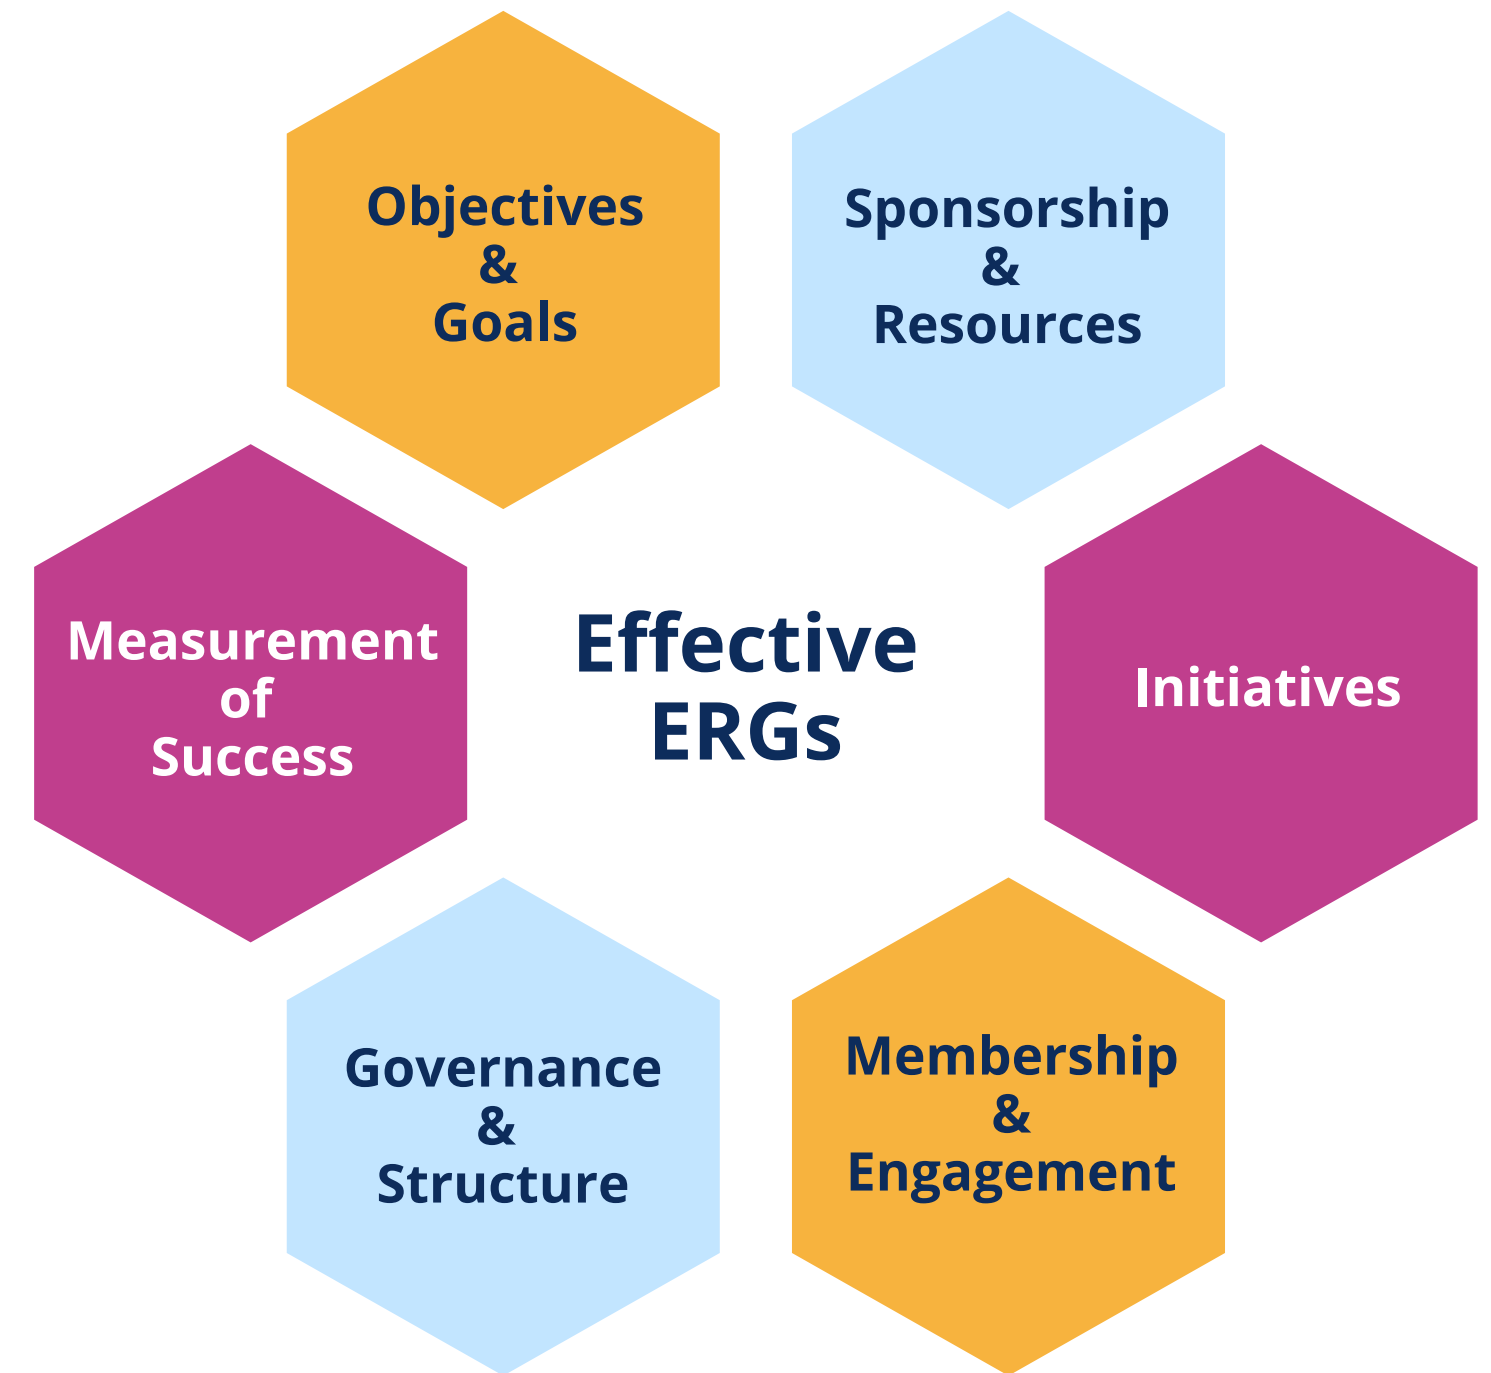 Objectives
&
Goals
Sponsorship
&
Resources
Measurement
of
Success
Effective
ERGs
Initiatives
Governance
&
Structure
Membership
&
Engagement